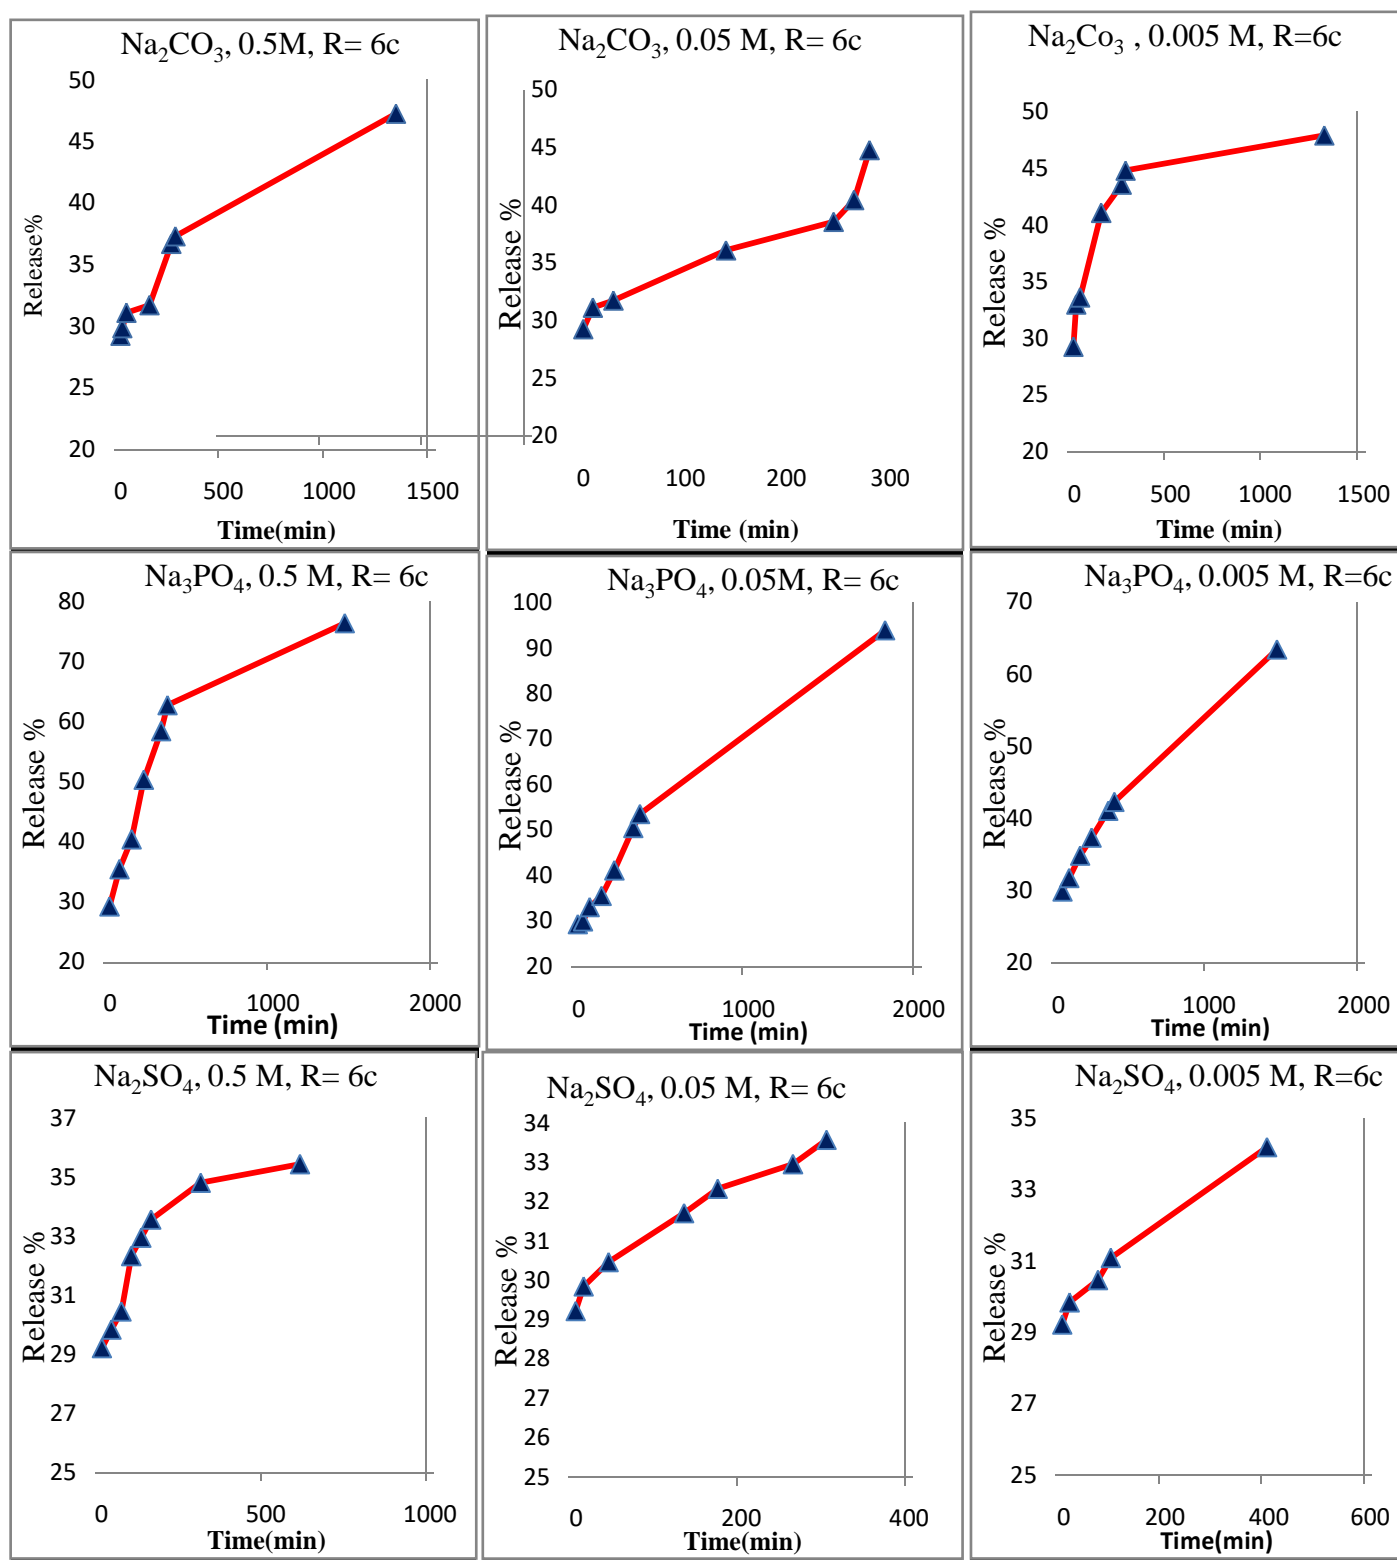 Na₂CO₃, 0.5M, R= 6c
50
45
40
35
30
25
20
Release%
0 500 1000 1500
Time(min)
Na₂CO₃, 0.05 M, R= 6c
50
45
40
35
30
25
20
Release %
0 100 200 300
Time (min)
Na₂Co₃ , 0.005 M, R=6c
50
45
40
35
30
25
20
Release %
0 500 1000 1500
Time (min)
Na₃PO₄, 0.5 M, R= 6c
80
70
60
50
40
30
20
Release %
0 1000 2000
Time (min)
Na₃PO₄, 0.05M, R= 6c
100
90
80
70
60
50
40
30
20
Release %
0 1000 2000
Time (min)
Na₃PO₄, 0.005 M, R=6c
70
60
50
40
30
20
Release %
0 1000 2000
Time (min)
Na₂SO₄, 0.5 M, R= 6c
37
35
33
31
29
27
25
Release %
0 500 1000
Time(min)
Na₂SO₄, 0.05 M, R= 6c
34
33
32
31
30
29
28
27
26
25
Release %
0 200 400
Time(min)
Na₂SO₄, 0.005 M, R=6c
35
33
31
29
27
25
Release %
0 200 400 600
Time(min)